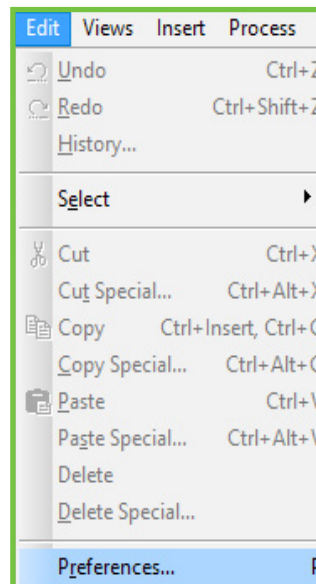 Edit Views Insert Process
Undo Ctrl+Z
Redo Ctrl+Shift+Z
History...
Select
Cut Ctrl+X
Cut Special... Ctrl+Alt+X
Copy Ctrl+Insert, Ctrl+C
Copy Special... Ctrl+Alt+C
Paste Ctrl+V
Paste Special... Ctrl+Alt+V
Delete
Delete Special...
Preferences... P